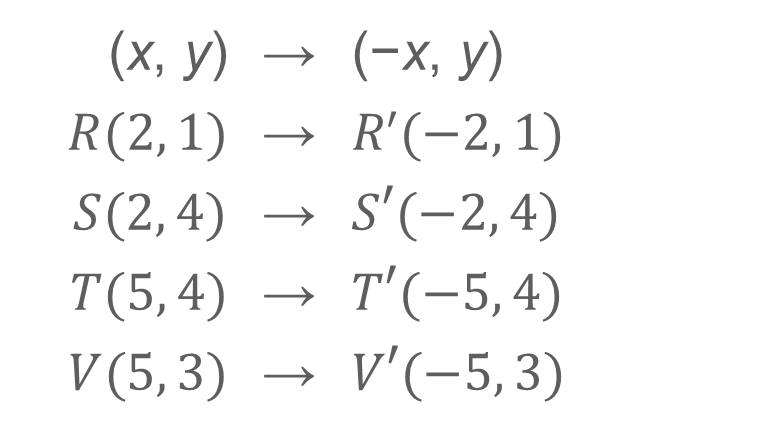 (x, y) → (−x, y)
R(2, 1) → R′(−2, 1)
S(2, 4) → S′(−2, 4)
T(5, 4) → T′(−5, 4)
V(5, 3) → V′(−5, 3)